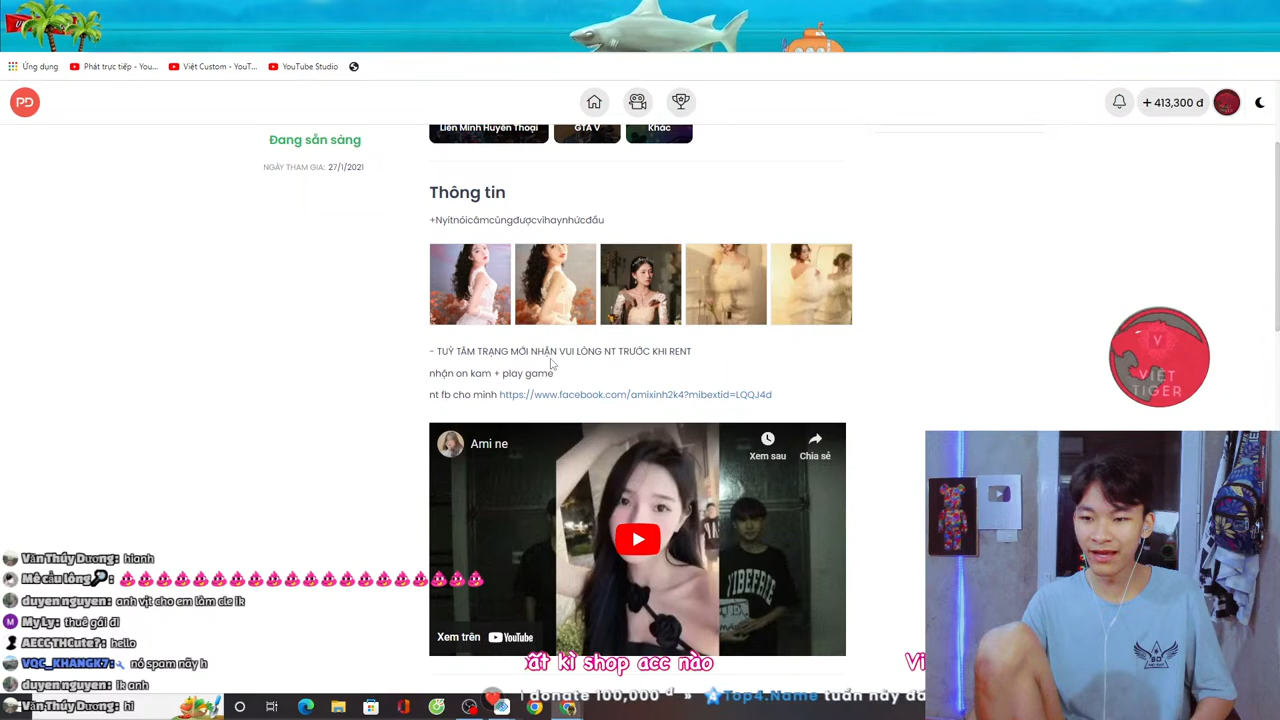 Ứng dụng
Phát trực tiếp - You...
Việt Custom - YouT...
YouTube Studio
PD
+ 413,300 đ
Đang sẵn sàng
NGÀY THAM GIA: 27/1/2021
Liên Minh Huyền Thoại
GTA V
Khác
Thông tin
+Nyítnóicămcũngđượcvìhaynhứcđầu
- TUỲ TÂM TRẠNG MỚI NHẬN VUI LÒNG NT TRƯỚC KHI RENT
nhận on kam + play game
nt fb cho mình https://www.facebook.com/amixinh2k4?mibextid=LQQJ4d
Ami ne
Xem sau
Chia sẻ
Xem trên YouTube
VIỆT
TIGER
Văn Thúy Dương: hianh
Mê cầu lông:
duyen nguyen: anh vịt cho em làm cle lk
My Ly: thuê gái đi
AECC THCute?: hello
VQC_KHANGK7: nó spam nãy h
duyen nguyen: lk anh
Văn Thúy Dương: hi
ất kì shop acc nào
Vi
donate 100,000 đ » Top4.Name tuần này đã